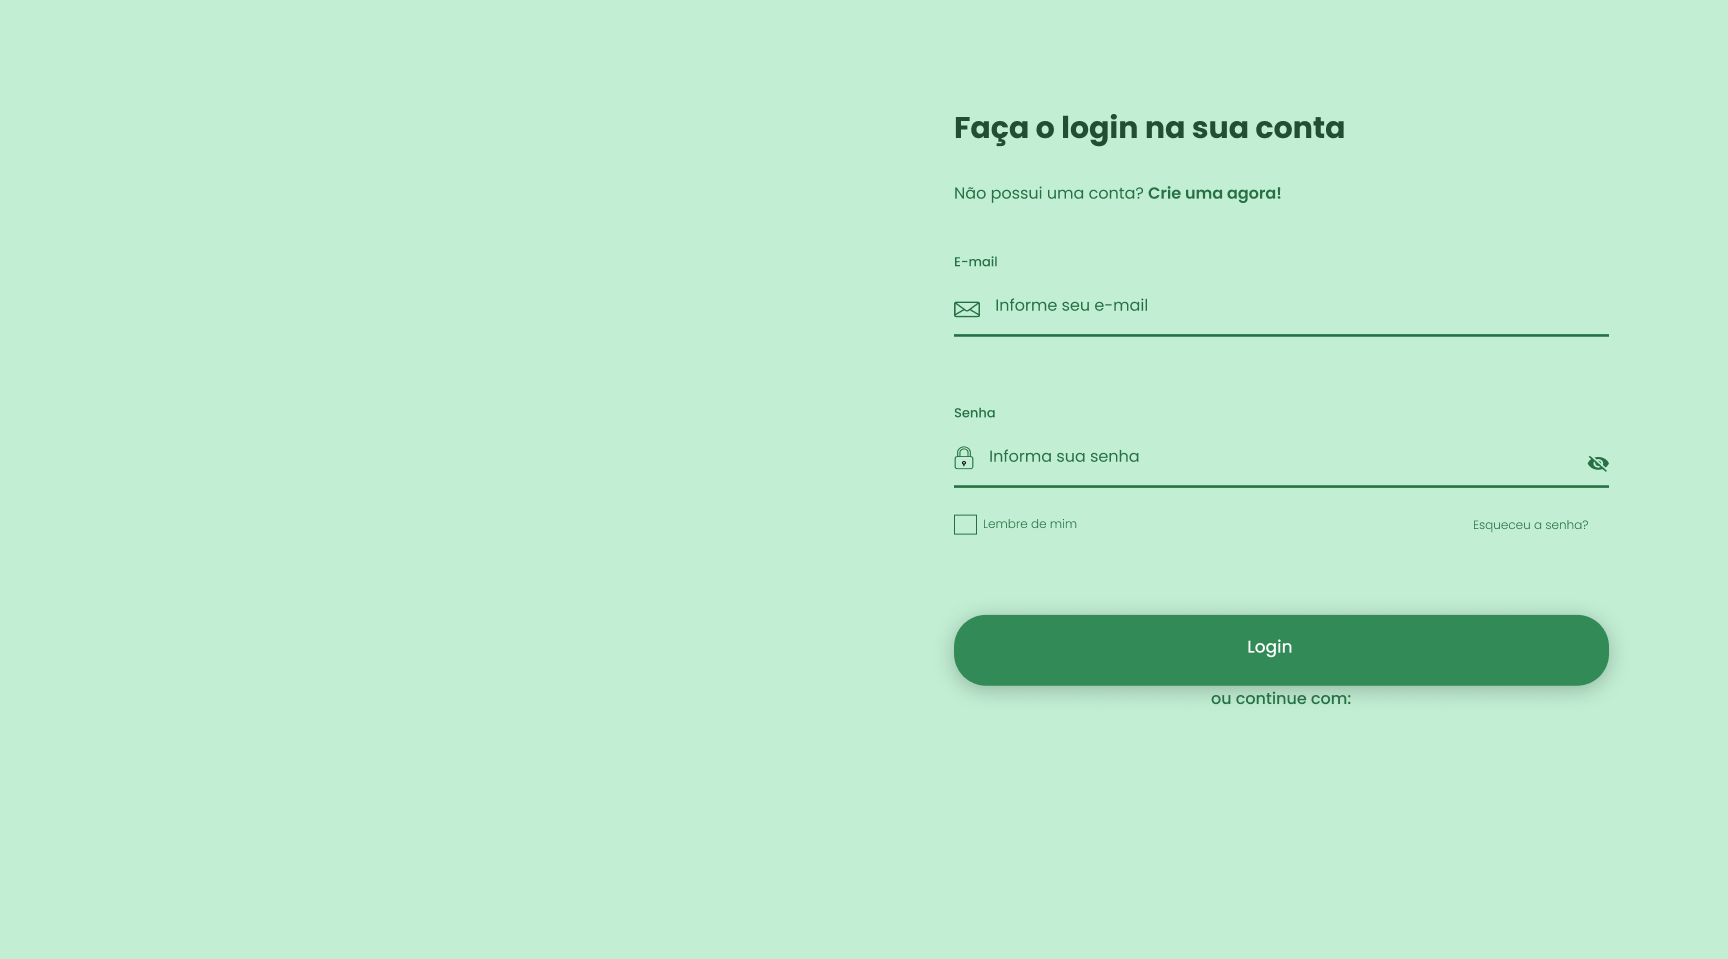 Faça o login na sua conta
Não possui uma conta? Crie uma agora!
E-mail
Informe seu e-mail
Senha
Informa sua senha
Lembre de mim
Esqueceu a senha?
Login
ou continue com: